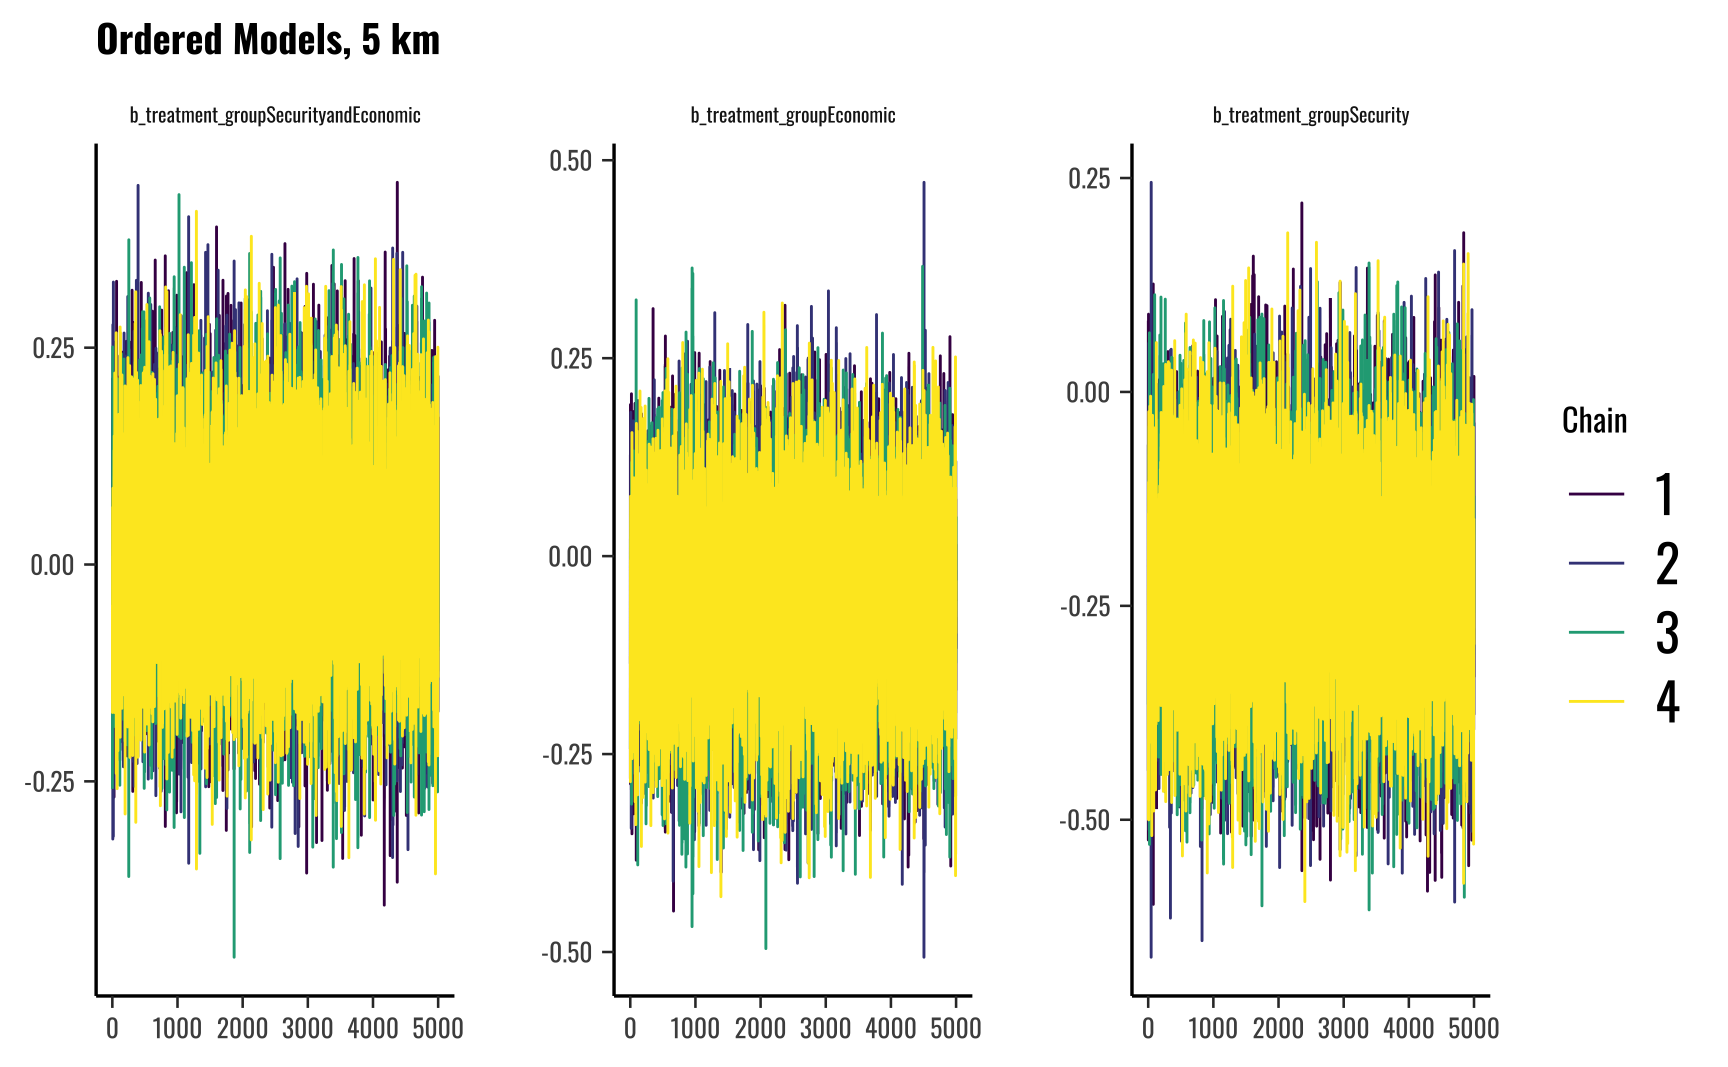 Ordered Models, 5 km
b_treatment_groupSecurityandEconomic
0.25
0.00
-0.25
0 1000 2000 3000 4000 5000
b_treatment_groupEconomic
0.50
0.25
0.00
-0.25
-0.50
0 1000 2000 3000 4000 5000
b_treatment_groupSecurity
0.25
0.00
-0.25
-0.50
0 1000 2000 3000 4000 5000
Chain
1
2
3
4